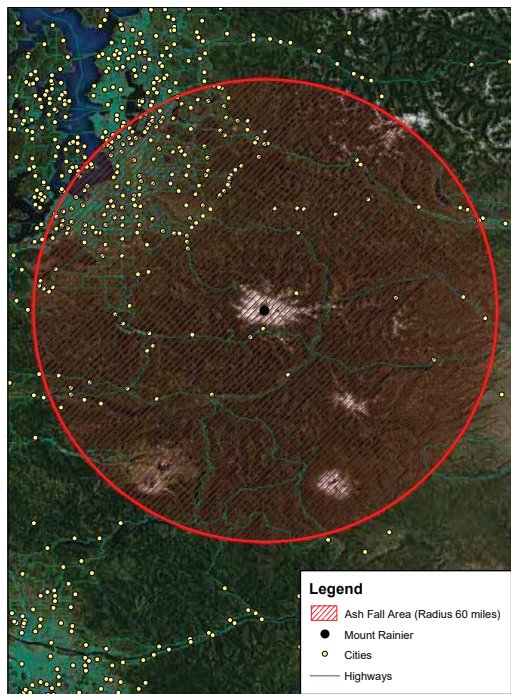 Legend
Ash Fall Area (Radius 60 miles)
Mount Rainier
Cities
Highways